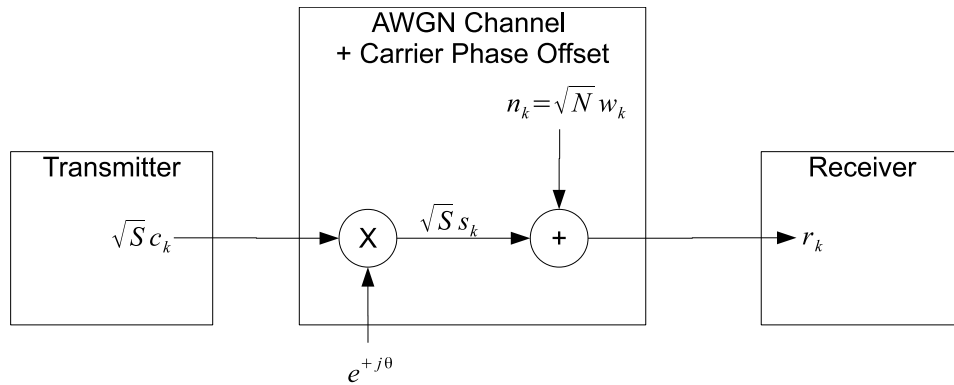 AWGN Channel
+ Carrier Phase Offset
n_k=√N w_k
Transmitter
Receiver
√S c_k
X
√S s_k
+
r_k
e^{+jθ}